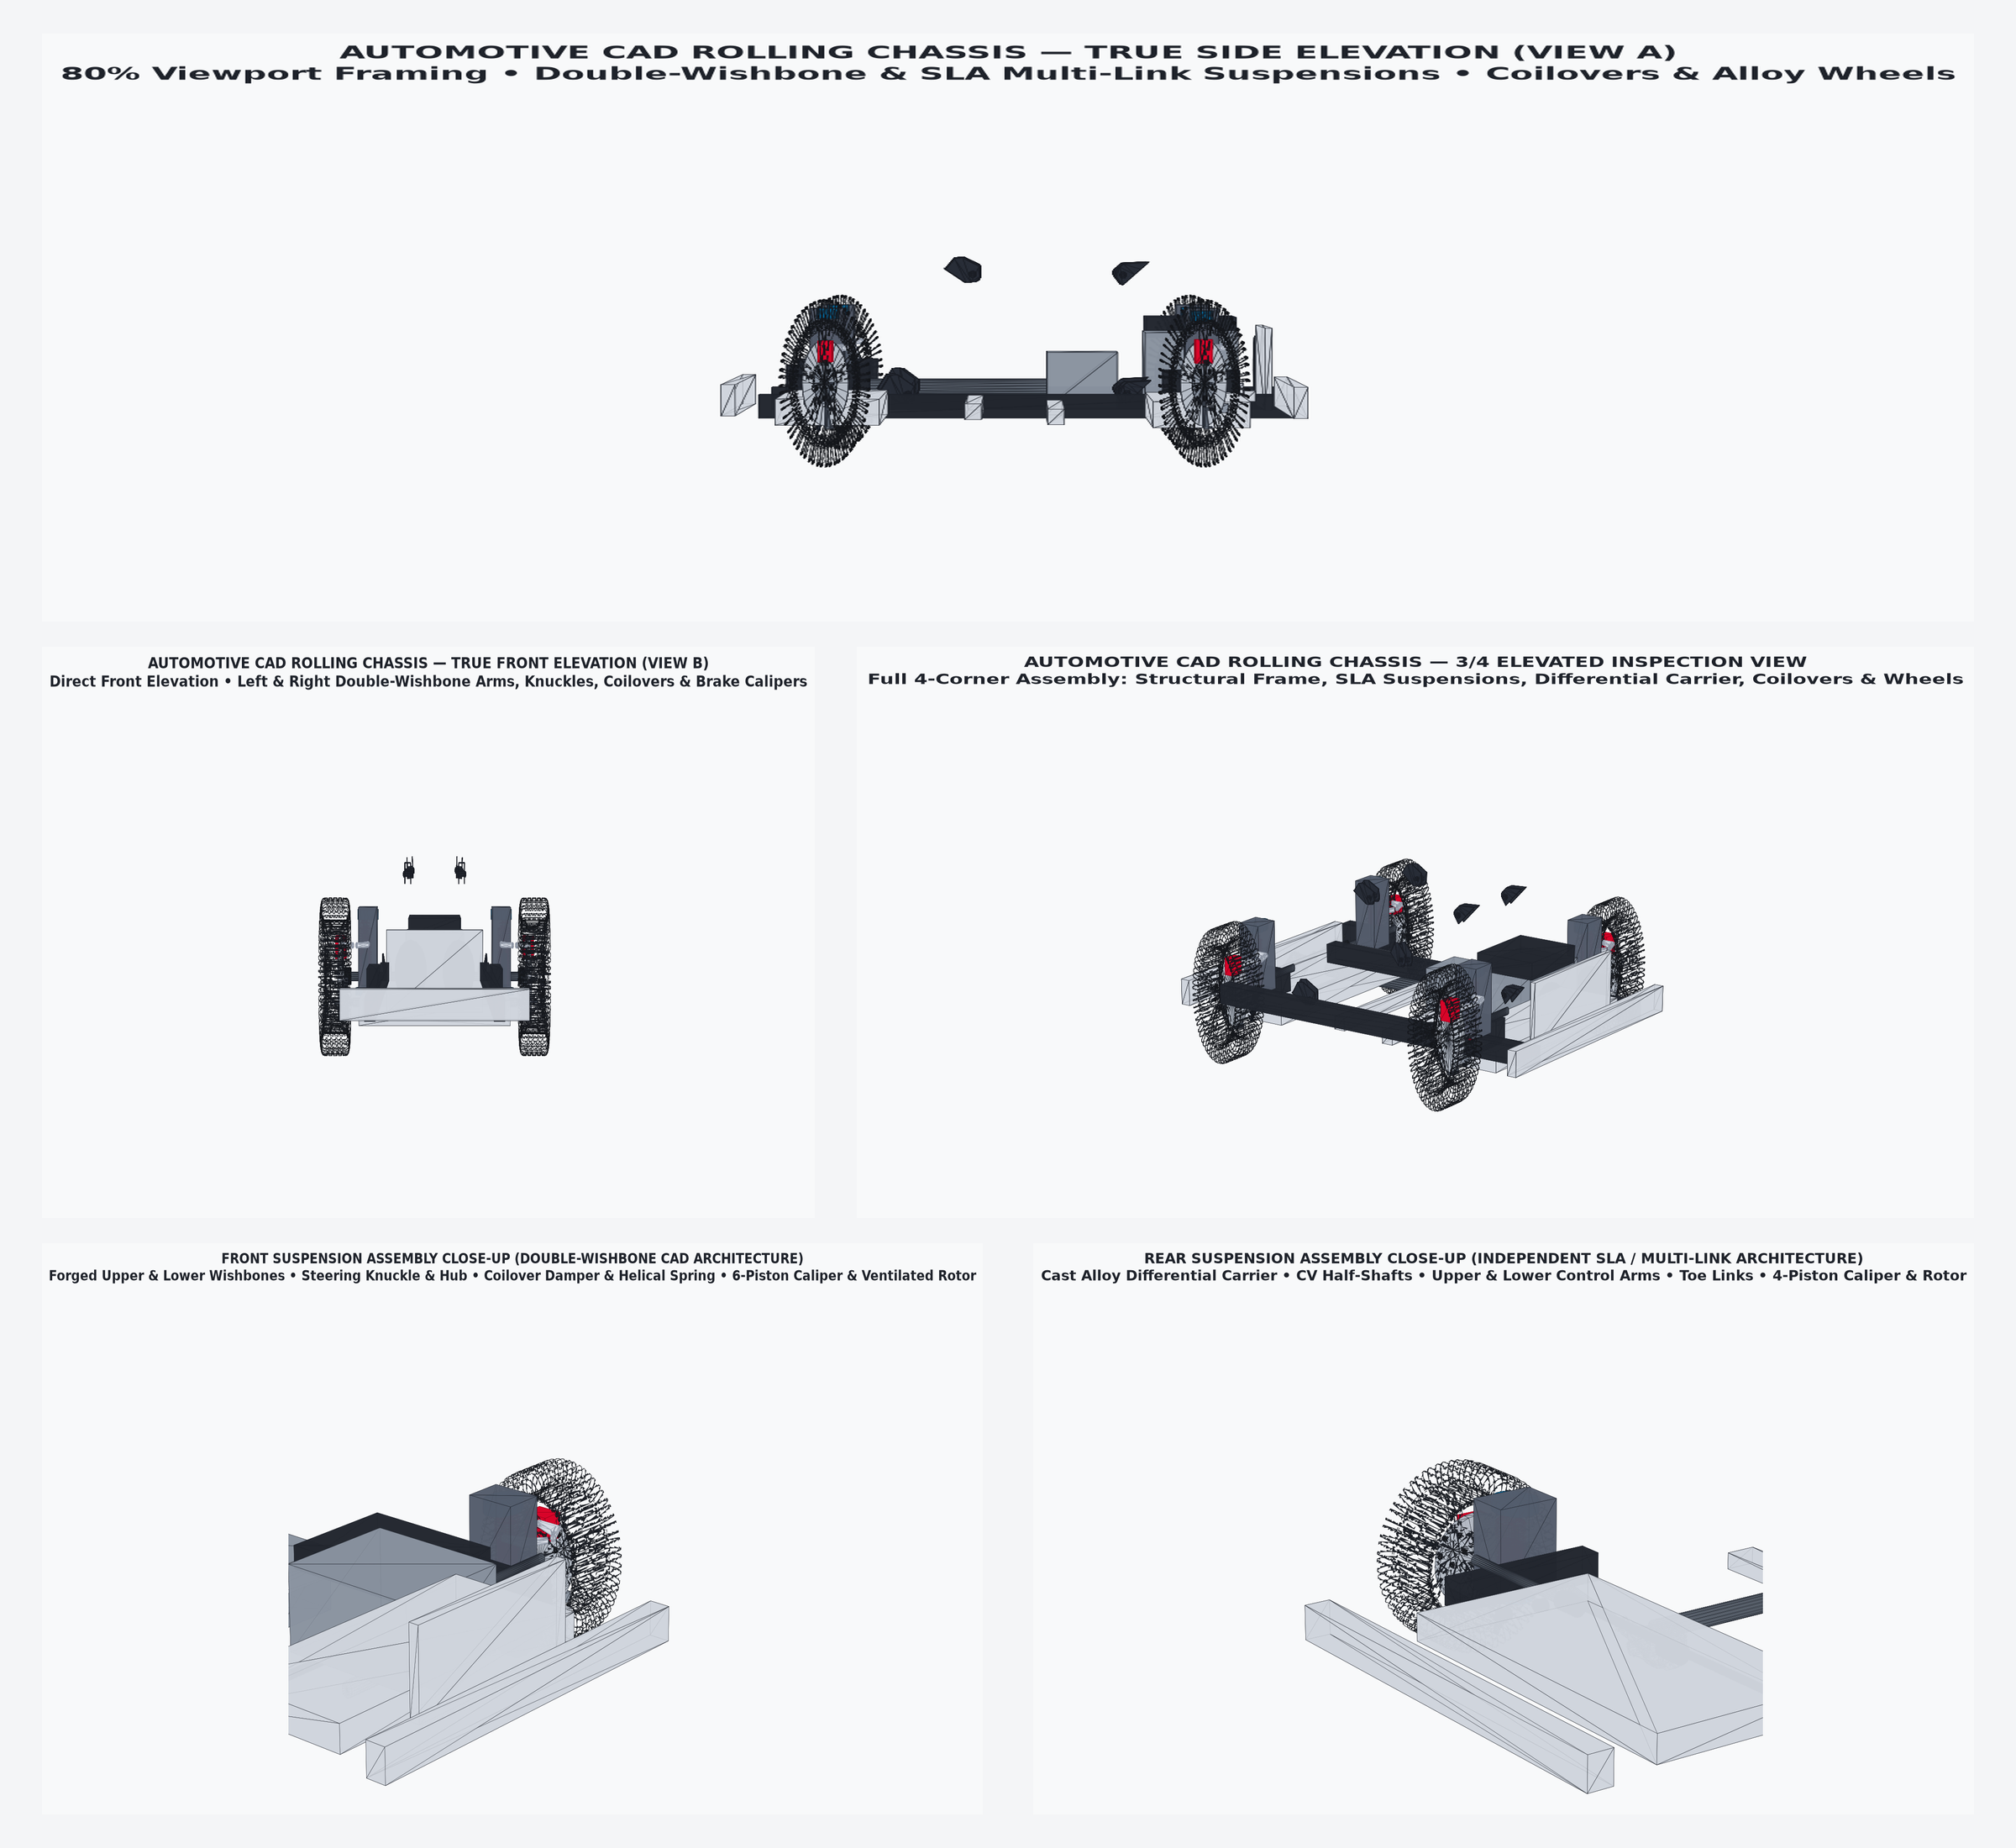 AUTOMOTIVE CAD ROLLING CHASSIS — TRUE SIDE ELEVATION (VIEW A)
80% Viewport Framing • Double-Wishbone & SLA Multi-Link Suspensions • Coilovers & Alloy Wheels
AUTOMOTIVE CAD ROLLING CHASSIS — TRUE FRONT ELEVATION (VIEW B)
Direct Front Elevation • Left & Right Double-Wishbone Arms, Knuckles, Coilovers & Brake Calipers
AUTOMOTIVE CAD ROLLING CHASSIS — 3/4 ELEVATED INSPECTION VIEW
Full 4-Corner Assembly: Structural Frame, SLA Suspensions, Differential Carrier, Coilovers & Wheels
FRONT SUSPENSION ASSEMBLY CLOSE-UP (DOUBLE-WISHBONE CAD ARCHITECTURE)
Forged Upper & Lower Wishbones • Steering Knuckle & Hub • Coilover Damper & Helical Spring • 6-Piston Caliper & Ventilated Rotor
REAR SUSPENSION ASSEMBLY CLOSE-UP (INDEPENDENT SLA / MULTI-LINK ARCHITECTURE)
Cast Alloy Differential Carrier • CV Half-Shafts • Upper & Lower Control Arms • Toe Links • 4-Piston Caliper & Rotor